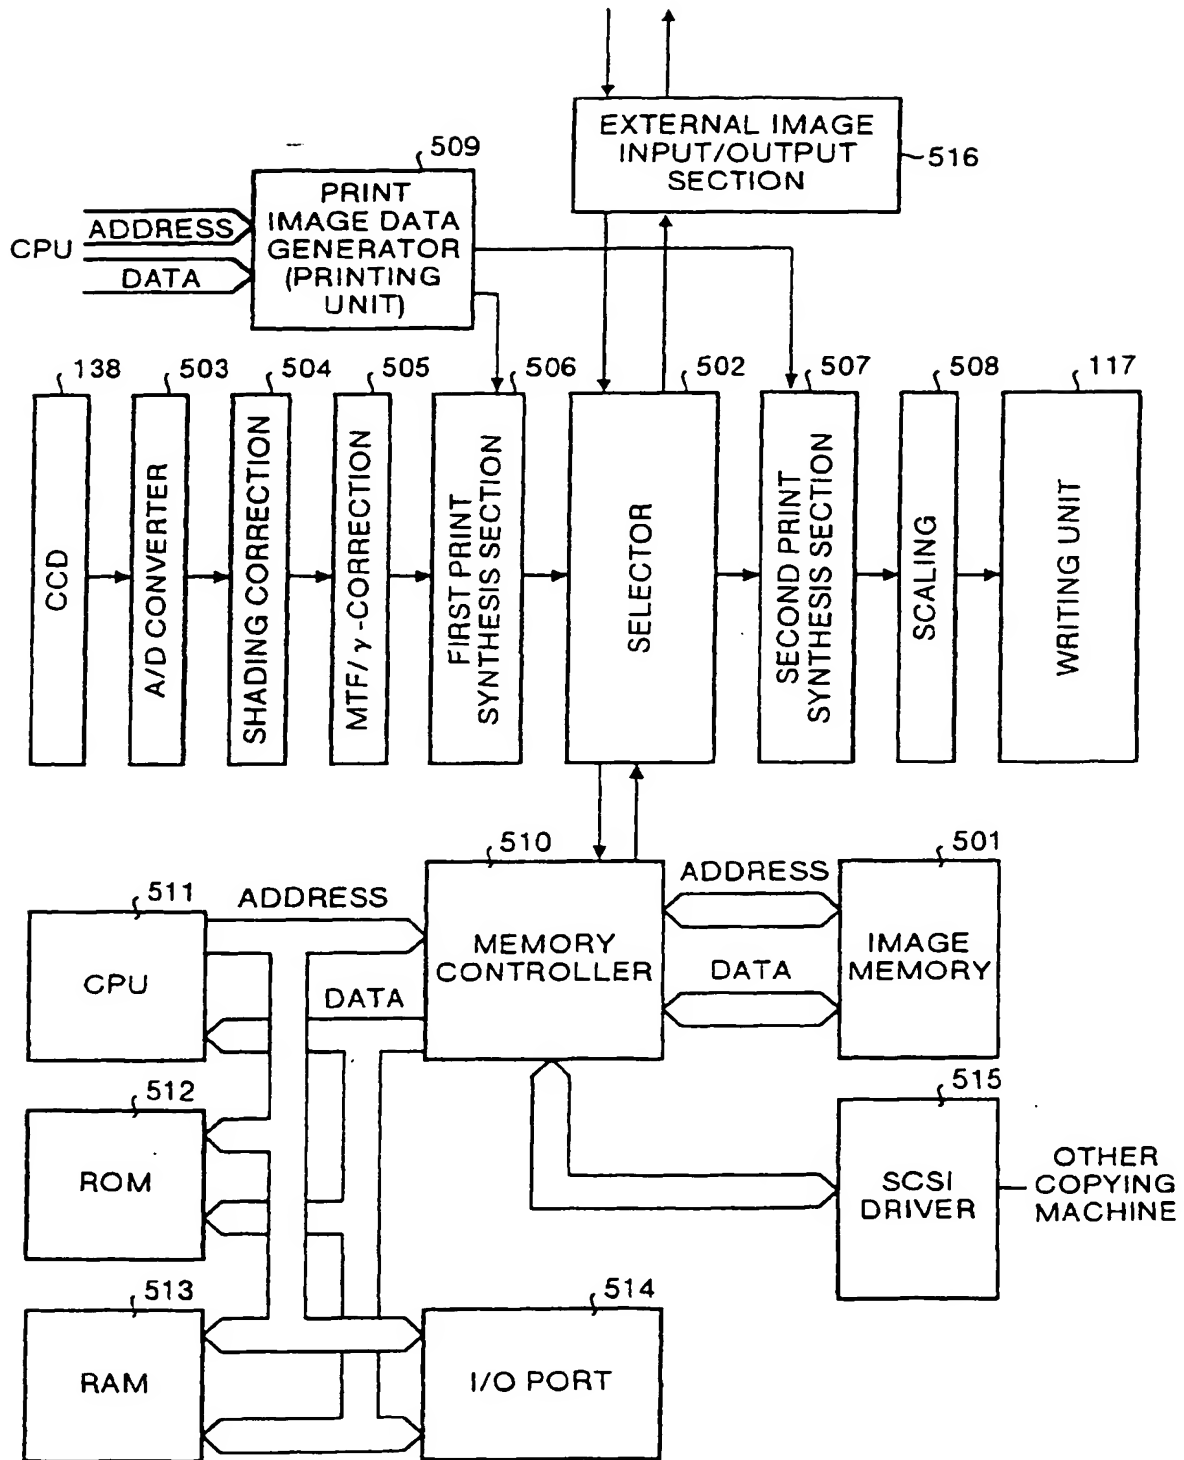 EXTERNAL IMAGE
INPUT/OUTPUT
SECTION
516
509
PRINT
IMAGE DATA
GENERATOR
(PRINTING
UNIT)
CPU
ADDRESS
DATA
138
503
504
505
506
502
507
508
117
CCD
A/D CONVERTER
SHADING CORRECTION
MTF/γ-CORRECTION
FIRST PRINT
SYNTHESIS SECTION
SELECTOR
SECOND PRINT
SYNTHESIS SECTION
SCALING
WRITING UNIT
510
501
511
ADDRESS
ADDRESS
CPU
MEMORY
CONTROLLER
IMAGE
MEMORY
DATA
DATA
512
515
ROM
SCSI
DRIVER
OTHER
COPYING
MACHINE
513
514
RAM
I/O PORT